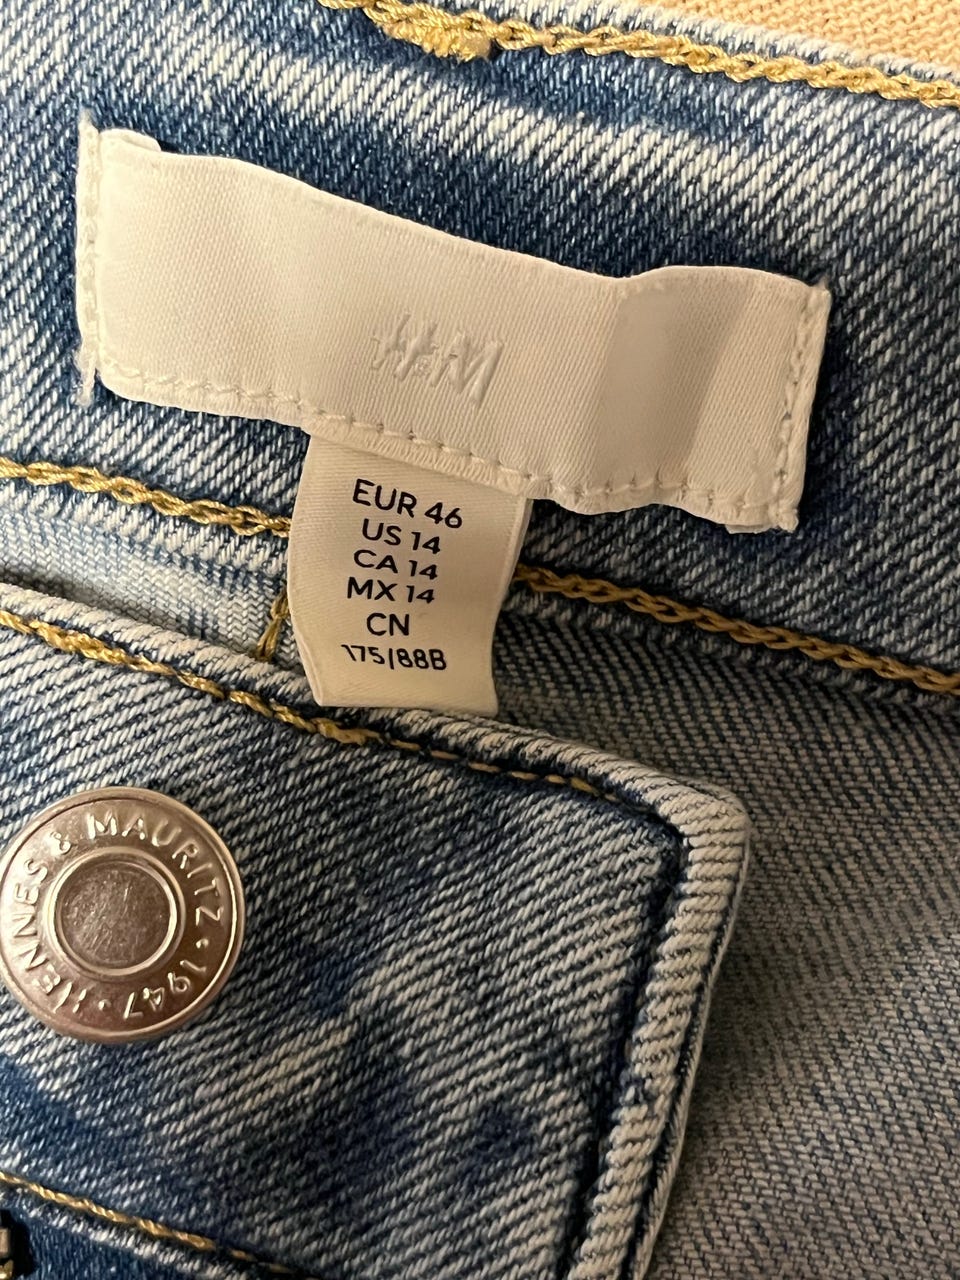 H&M
EUR 46
US 14
CA 14
MX 14
CN
175/88B
HENNES & MAURITZ · 1947 ·